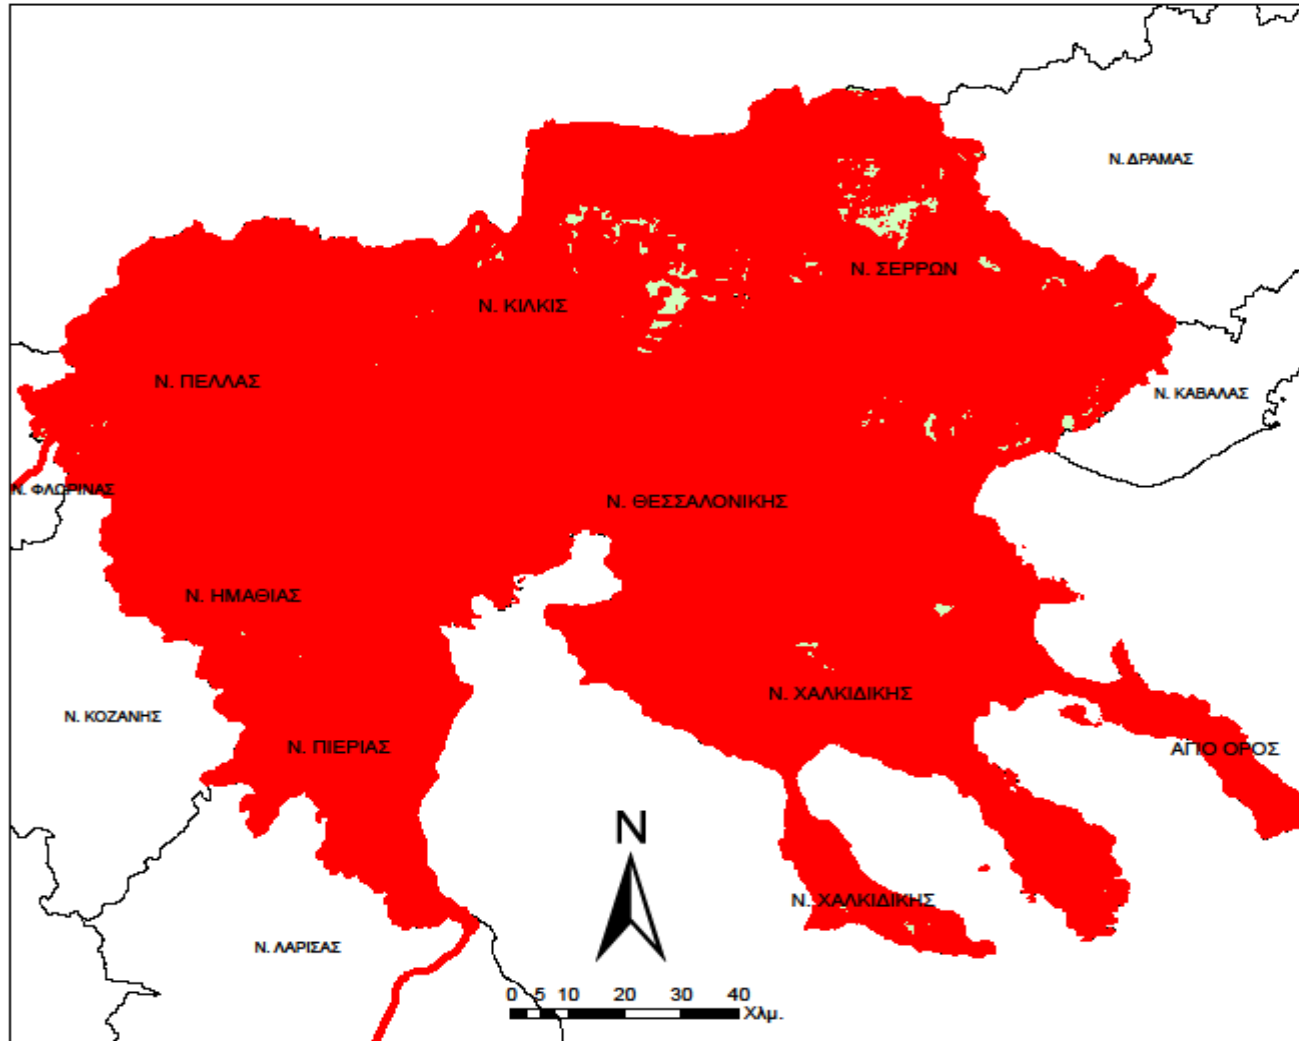 Ν. ΔΡΑΜΑΣ
Ν. ΣΕΡΡΩΝ
Ν. ΚΙΛΚΙΣ
Ν. ΠΕΛΛΑΣ
Ν. ΚΑΒΑΛΑΣ
Ν. ΦΛΩΡΙΝΑΣ
Ν. ΘΕΣΣΑΛΟΝΙΚΗΣ
Ν. ΗΜΑΘΙΑΣ
Ν. ΧΑΛΚΙΔΙΚΗΣ
Ν. ΚΟΖΑΝΗΣ
Ν. ΠΙΕΡΙΑΣ
ΑΓΙΟ ΟΡΟΣ
N
Ν. ΧΑΛΚΙΔΙΚΗΣ
Ν. ΛΑΡΙΣΑΣ
0 5 10 20 30 40
Χλμ.